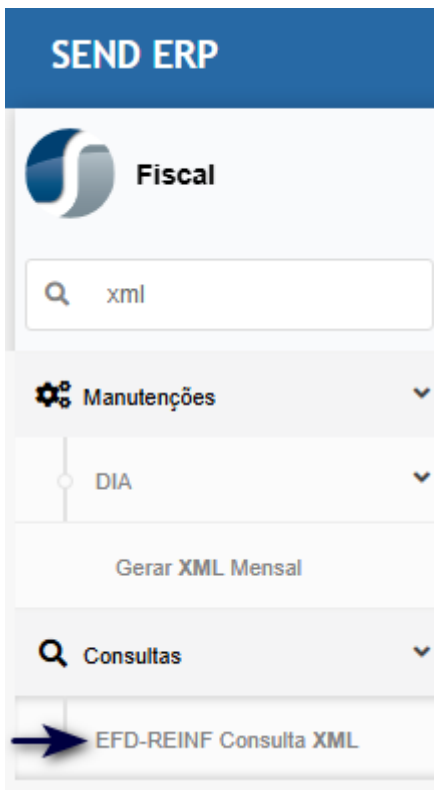 SEND ERP
Fiscal
xml
Manutenções
DIA
Gerar XML Mensal
Consultas
EFD-REINF Consulta XML